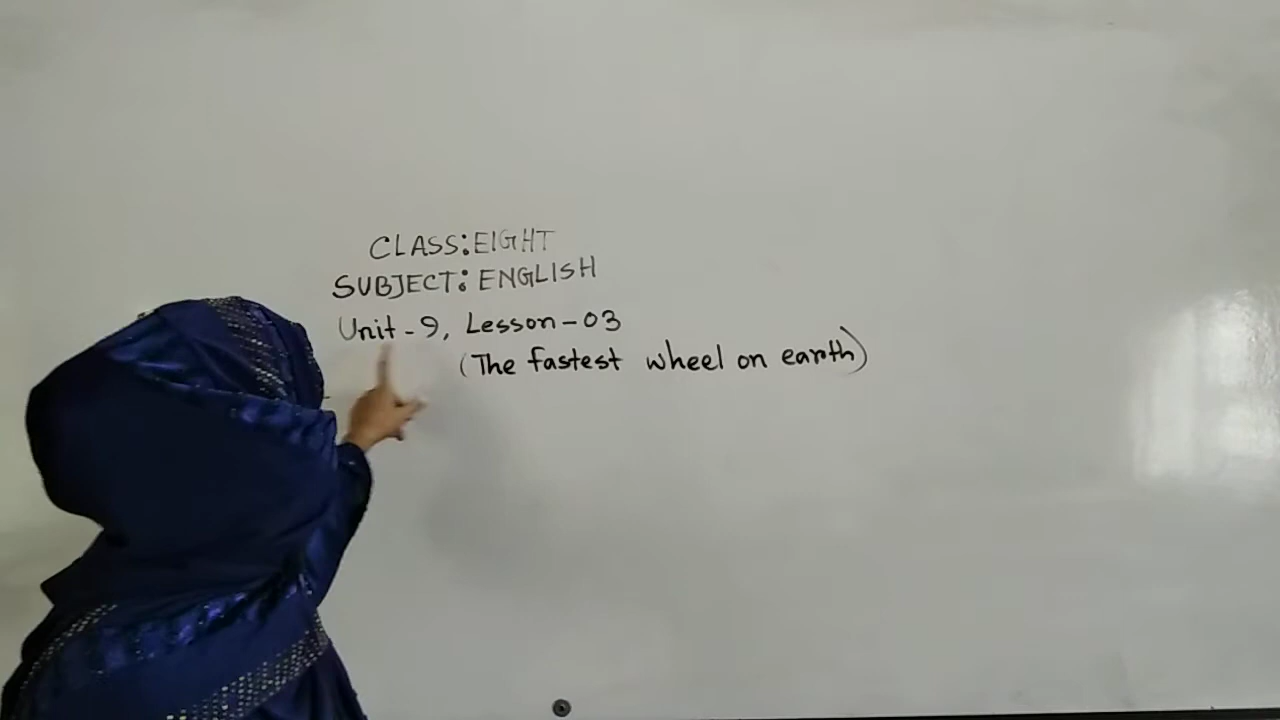 CLASS:EIGHT
SUBJECT: ENGLISH
Unit-9, Lesson-03
(The fastest wheel on earth)